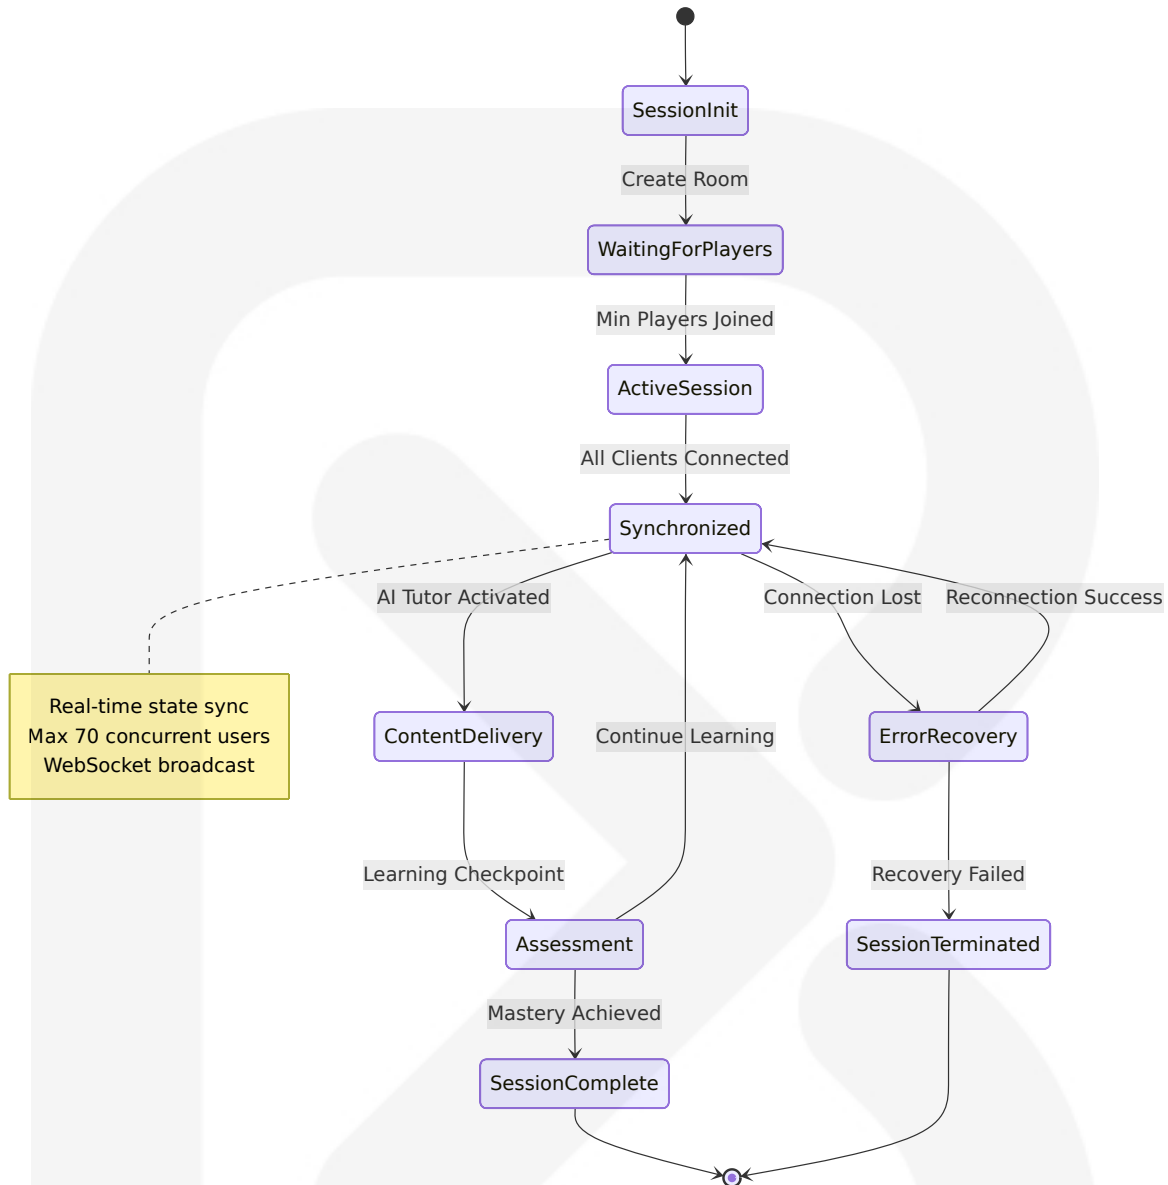 SessionInit
Create Room
WaitingForPlayers
Min Players Joined
ActiveSession
All Clients Connected
Synchronized
AI Tutor Activated
Connection Lost
Reconnection Success
Real-time state sync
Max 70 concurrent users
WebSocket broadcast
ContentDelivery
Continue Learning
ErrorRecovery
Learning Checkpoint
Recovery Failed
Assessment
SessionTerminated
Mastery Achieved
SessionComplete